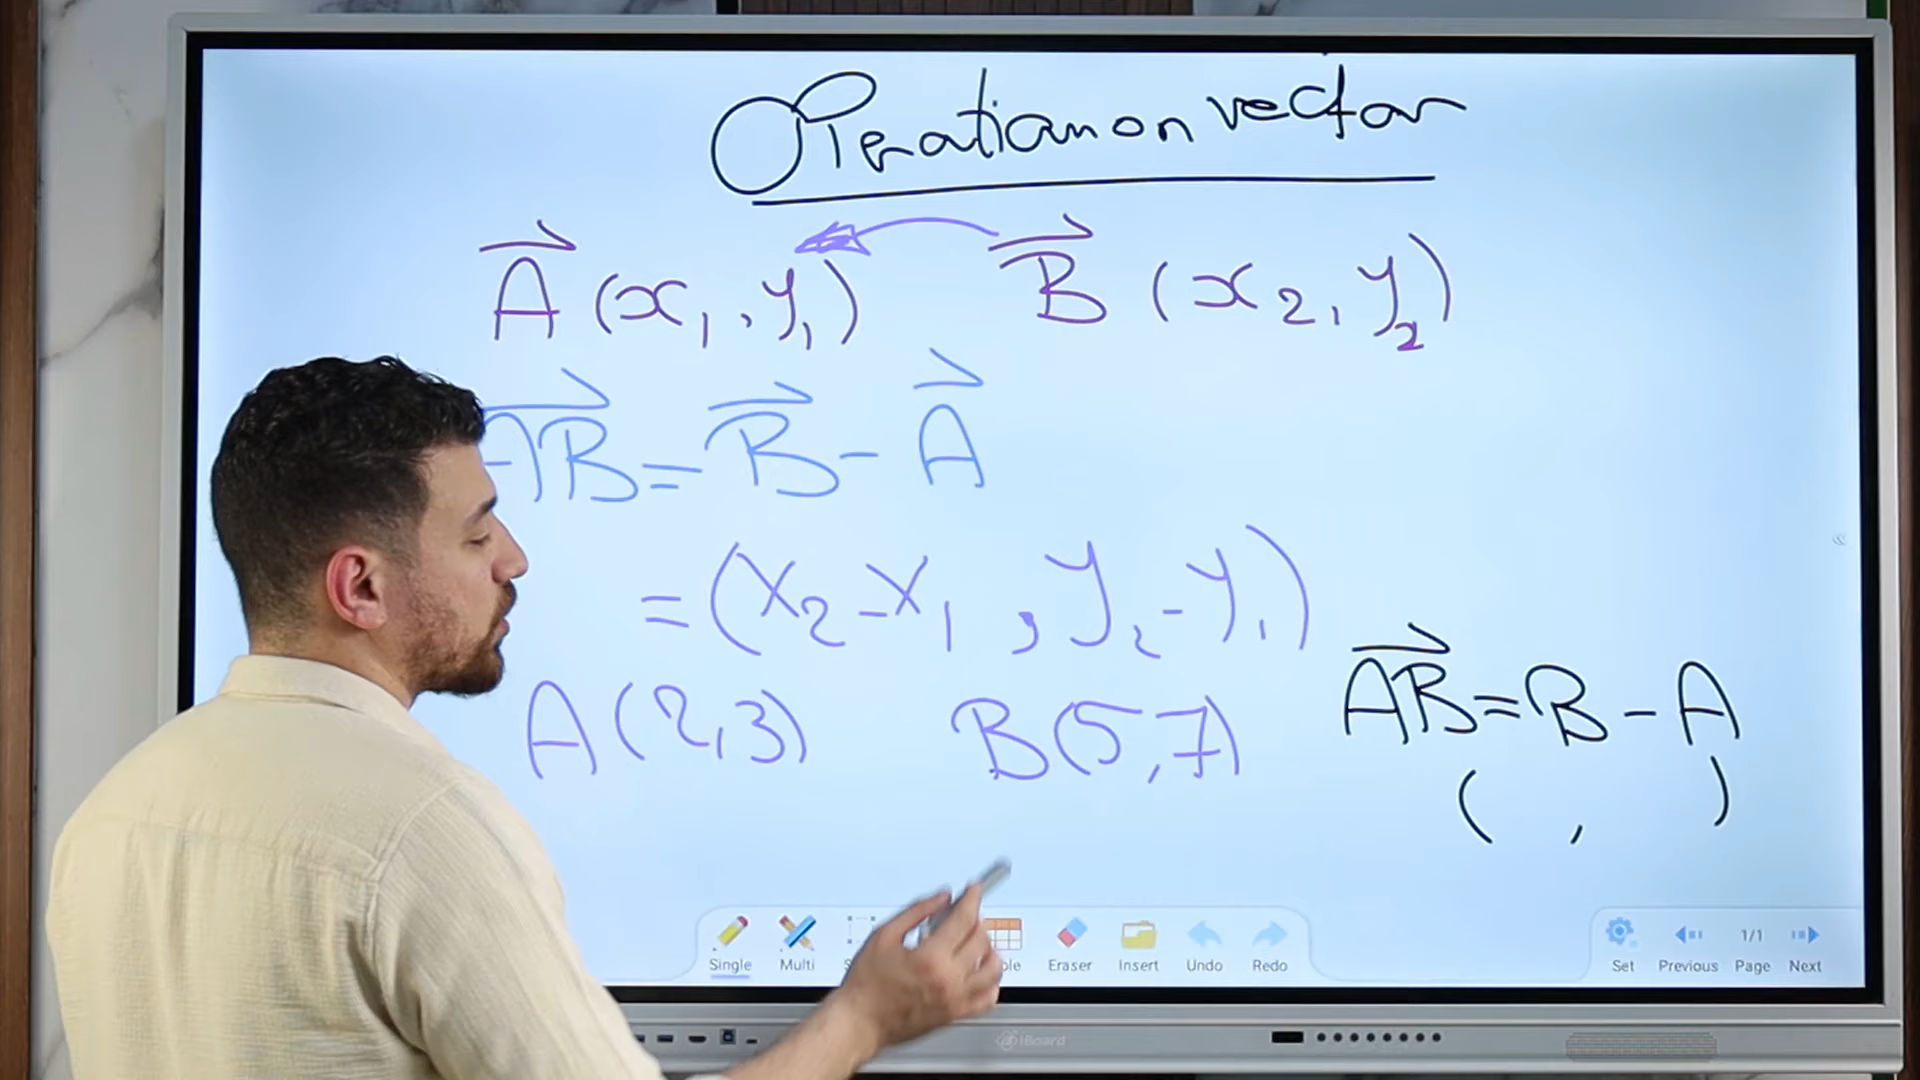 Operation on vector
A (x1, y1) B (x2, y2)
AB = B - A
= (x2 - x1, y2 - y1)
A(2,3) B(5,7)
AB = B - A
( , )
Single Multi Eraser Insert Undo Redo
Set Previous 1/1 Page Next
iBoard